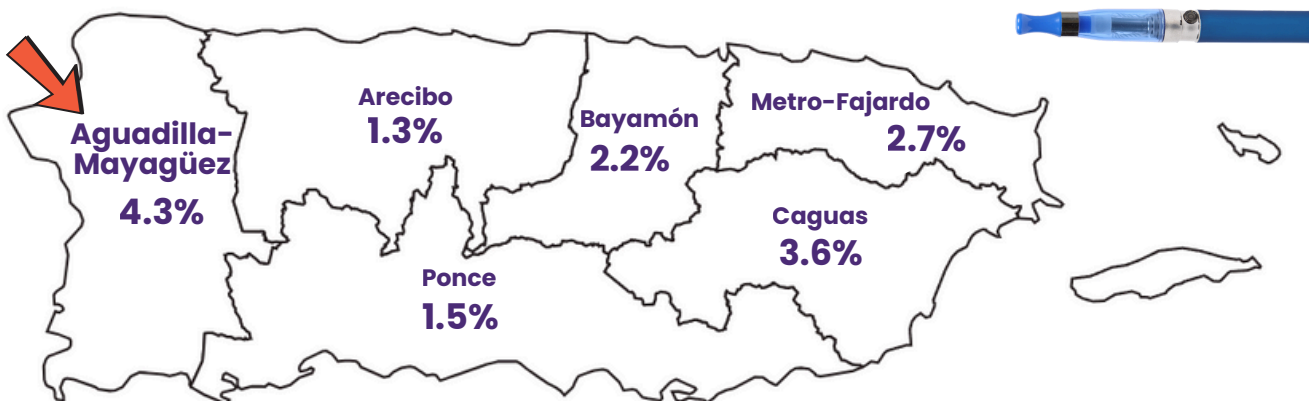 Arecibo
1.3%
Bayamón
2.2%
Metro-Fajardo
2.7%
Aguadilla-
Mayagüez
4.3%
Caguas
3.6%
Ponce
1.5%